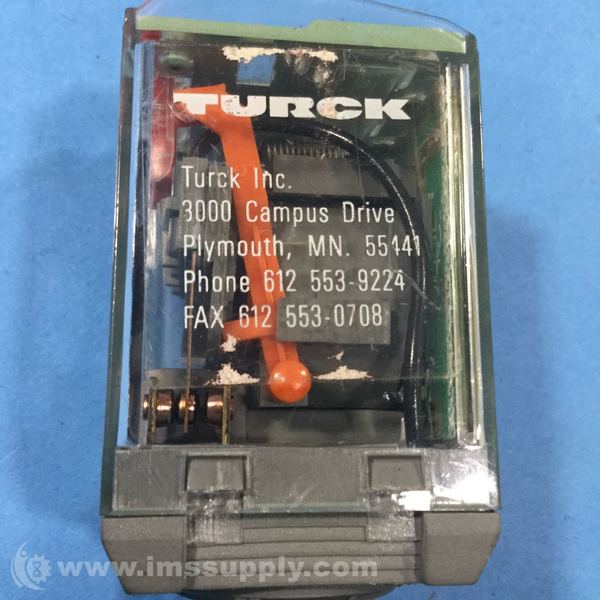 TURCK
Turck Inc.
3000 Campus Drive
Plymouth, MN. 55441
Phone 612 553-9224
FAX 612 553-0708
www.imssupply.com